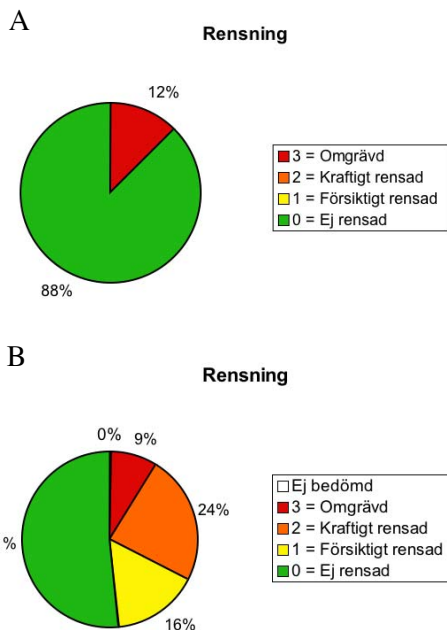 A
Rensning
12%
3 = Omgrävd
2 = Kraftigt rensad
1 = Försiktigt rensad
0 = Ej rensad
88%
B
Rensning
0%
9%
Ej bedömd
3 = Omgrävd
24%
2 = Kraftigt rensad
%
1 = Försiktigt rensad
0 = Ej rensad
16%